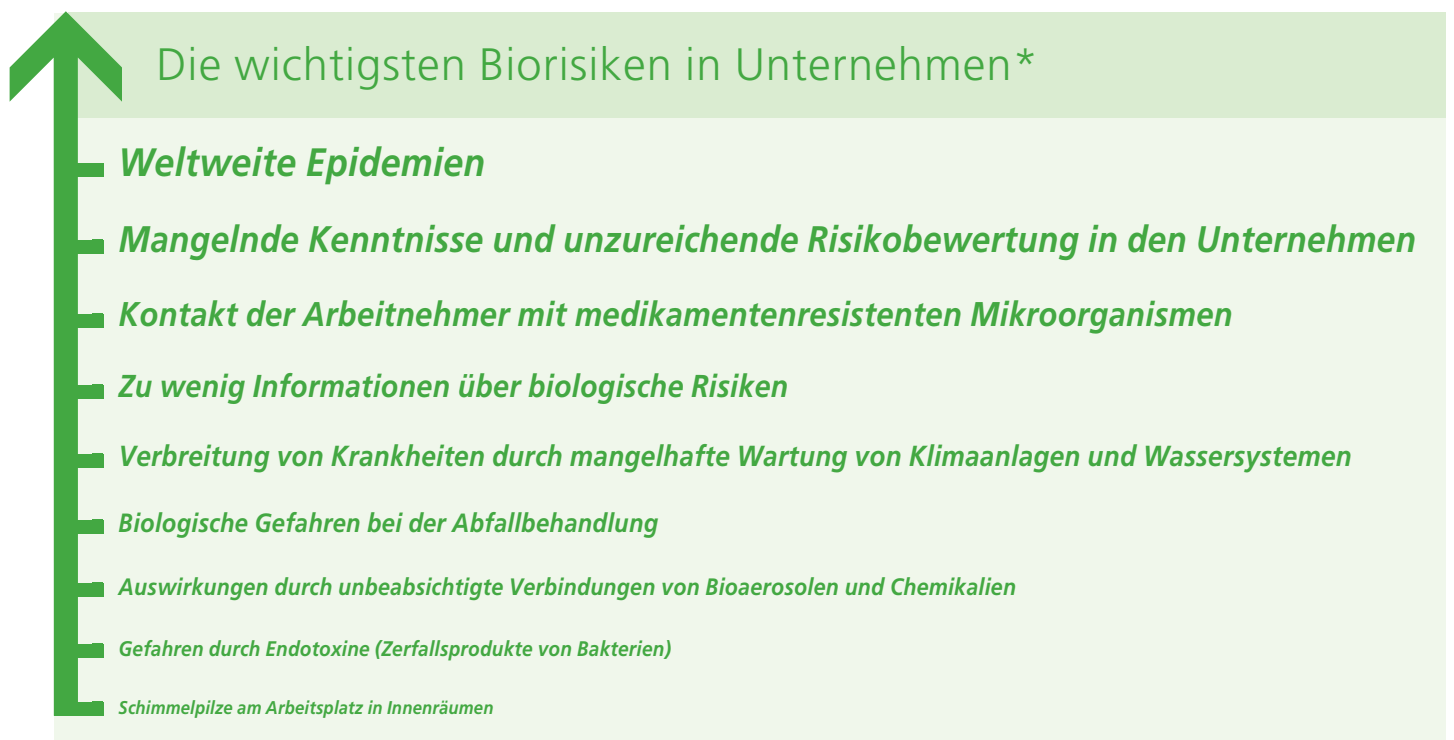 Die wichtigsten Biorisiken in Unternehmen*
Weltweite Epidemien
Mangelnde Kenntnisse und unzureichende Risikobewertung in den Unternehmen
Kontakt der Arbeitnehmer mit medikamentenresistenten Mikroorganismen
Zu wenig Informationen über biologische Risiken
Verbreitung von Krankheiten durch mangelhafte Wartung von Klimaanlagen und Wassersystemen
Biologische Gefahren bei der Abfallbehandlung
Auswirkungen durch unbeabsichtigte Verbindungen von Bioaerosolen und Chemikalien
Gefahren durch Endotoxine (Zerfallsprodukte von Bakterien)
Schimmelpilze am Arbeitsplatz in Innenräumen